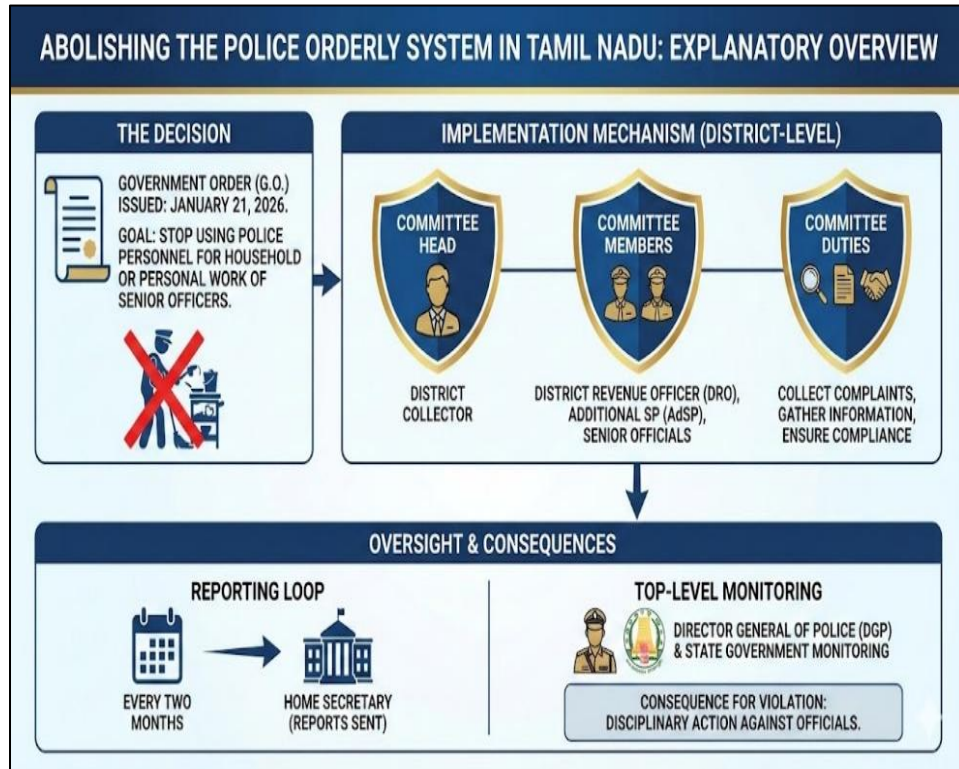 ABOLISHING THE POLICE ORDERLY SYSTEM IN TAMIL NADU: EXPLANATORY OVERVIEW
THE DECISION
GOVERNMENT ORDER (G.O.)
ISSUED: JANUARY 21, 2026.
GOAL: STOP USING POLICE
PERSONNEL FOR HOUSEHOLD
OR PERSONAL WORK OF
SENIOR OFFICERS.
IMPLEMENTATION MECHANISM (DISTRICT-LEVEL)
COMMITTEE
HEAD
DISTRICT
COLLECTOR
COMMITTEE
MEMBERS
DISTRICT REVENUE OFFICER (DRO),
ADDITIONAL SP (AdSP),
SENIOR OFFICIALS
COMMITTEE
DUTIES
COLLECT COMPLAINTS,
GATHER INFORMATION,
ENSURE COMPLIANCE
OVERSIGHT & CONSEQUENCES
REPORTING LOOP
EVERY TWO
MONTHS
HOME SECRETARY
(REPORTS SENT)
TOP-LEVEL MONITORING
DIRECTOR GENERAL OF POLICE (DGP)
& STATE GOVERNMENT MONITORING
CONSEQUENCE FOR VIOLATION:
DISCIPLINARY ACTION AGAINST OFFICIALS.